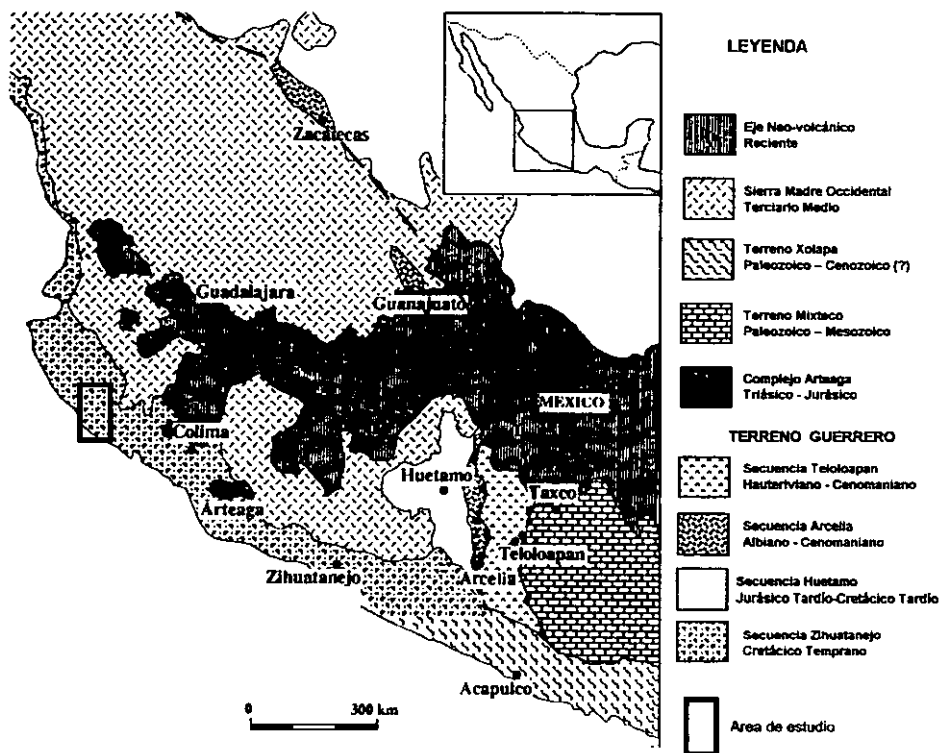 LEYENDA
Eje Neo-volcánico
Reciente
Sierra Madre Occidental
Terciario Medio
Terreno Xolapa
Paleozoico – Cenozoico (?)
Terreno Mixteco
Paleozoico – Mesozoico
Complejo Arteaga
Triásico - Jurásico
TERRENO GUERRERO
Secuencia Teloloapan
Hauteriviano - Cenomaniano
Secuencia Arcelia
Albiano - Cenomaniano
Secuencia Huetamo
Jurásico Tardío-Cretácico Tardío
Secuencia Zihuatanejo
Cretácico Temprano
Area de estudio
Zacatecas
Guadalajara
Guanajuato
MEXICO
Colima
Huetamo
Taxco
Arteaga
Teloloapan
Zihuatanejo
Arcelia
Acapulco
0 300 km